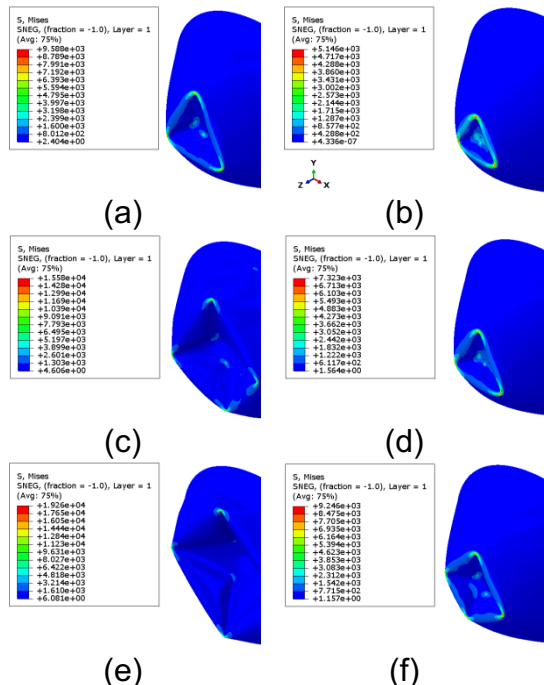 S, Mises
SNEG, (fraction = -1.0), Layer = 1
(Avg: 75%)
+9.588e+03
+8.789e+03
+7.991e+03
+7.192e+03
+6.393e+03
+5.594e+03
+4.795e+03
+3.997e+03
+3.198e+03
+2.399e+03
+1.600e+03
+8.012e+02
+2.404e+00
(a)
S, Mises
SNEG, (fraction = -1.0), Layer = 1
(Avg: 75%)
+5.146e+03
+4.717e+03
+4.288e+03
+3.860e+03
+3.431e+03
+3.002e+03
+2.573e+03
+2.144e+03
+1.715e+03
+1.287e+03
+8.577e+02
+4.288e+02
+4.336e-07
Y
Z X
(b)
S, Mises
SNEG, (fraction = -1.0), Layer = 1
(Avg: 75%)
+1.558e+04
+1.428e+04
+1.299e+04
+1.169e+04
+1.039e+04
+9.091e+03
+7.793e+03
+6.495e+03
+5.197e+03
+3.899e+03
+2.601e+03
+1.303e+03
+4.606e+00
(c)
S, Mises
SNEG, (fraction = -1.0), Layer = 1
(Avg: 75%)
+7.323e+03
+6.713e+03
+6.103e+03
+5.493e+03
+4.883e+03
+4.273e+03
+3.662e+03
+3.052e+03
+2.442e+03
+1.832e+03
+1.222e+03
+6.117e+02
+1.564e+00
(d)
S, Mises
SNEG, (fraction = -1.0), Layer = 1
(Avg: 75%)
+1.926e+04
+1.765e+04
+1.605e+04
+1.444e+04
+1.284e+04
+1.123e+04
+9.631e+03
+8.027e+03
+6.422e+03
+4.818e+03
+3.214e+03
+1.610e+03
+6.081e+00
(e)
S, Mises
SNEG, (fraction = -1.0), Layer = 1
(Avg: 75%)
+9.246e+03
+8.475e+03
+7.705e+03
+6.935e+03
+6.164e+03
+5.394e+03
+4.623e+03
+3.853e+03
+3.083e+03
+2.312e+03
+1.542e+03
+7.715e+02
+1.157e+00
(f)